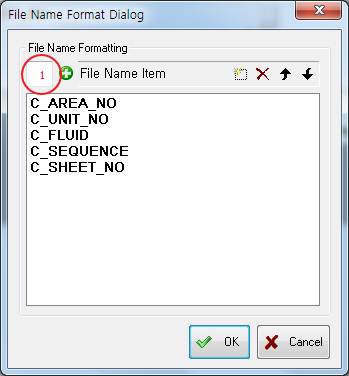 File Name Format Dialog
File Name Formatting
1
File Name Item
C_AREA_NO
C_UNIT_NO
C_FLUID
C_SEQUENCE
C_SHEET_NO
OK
Cancel